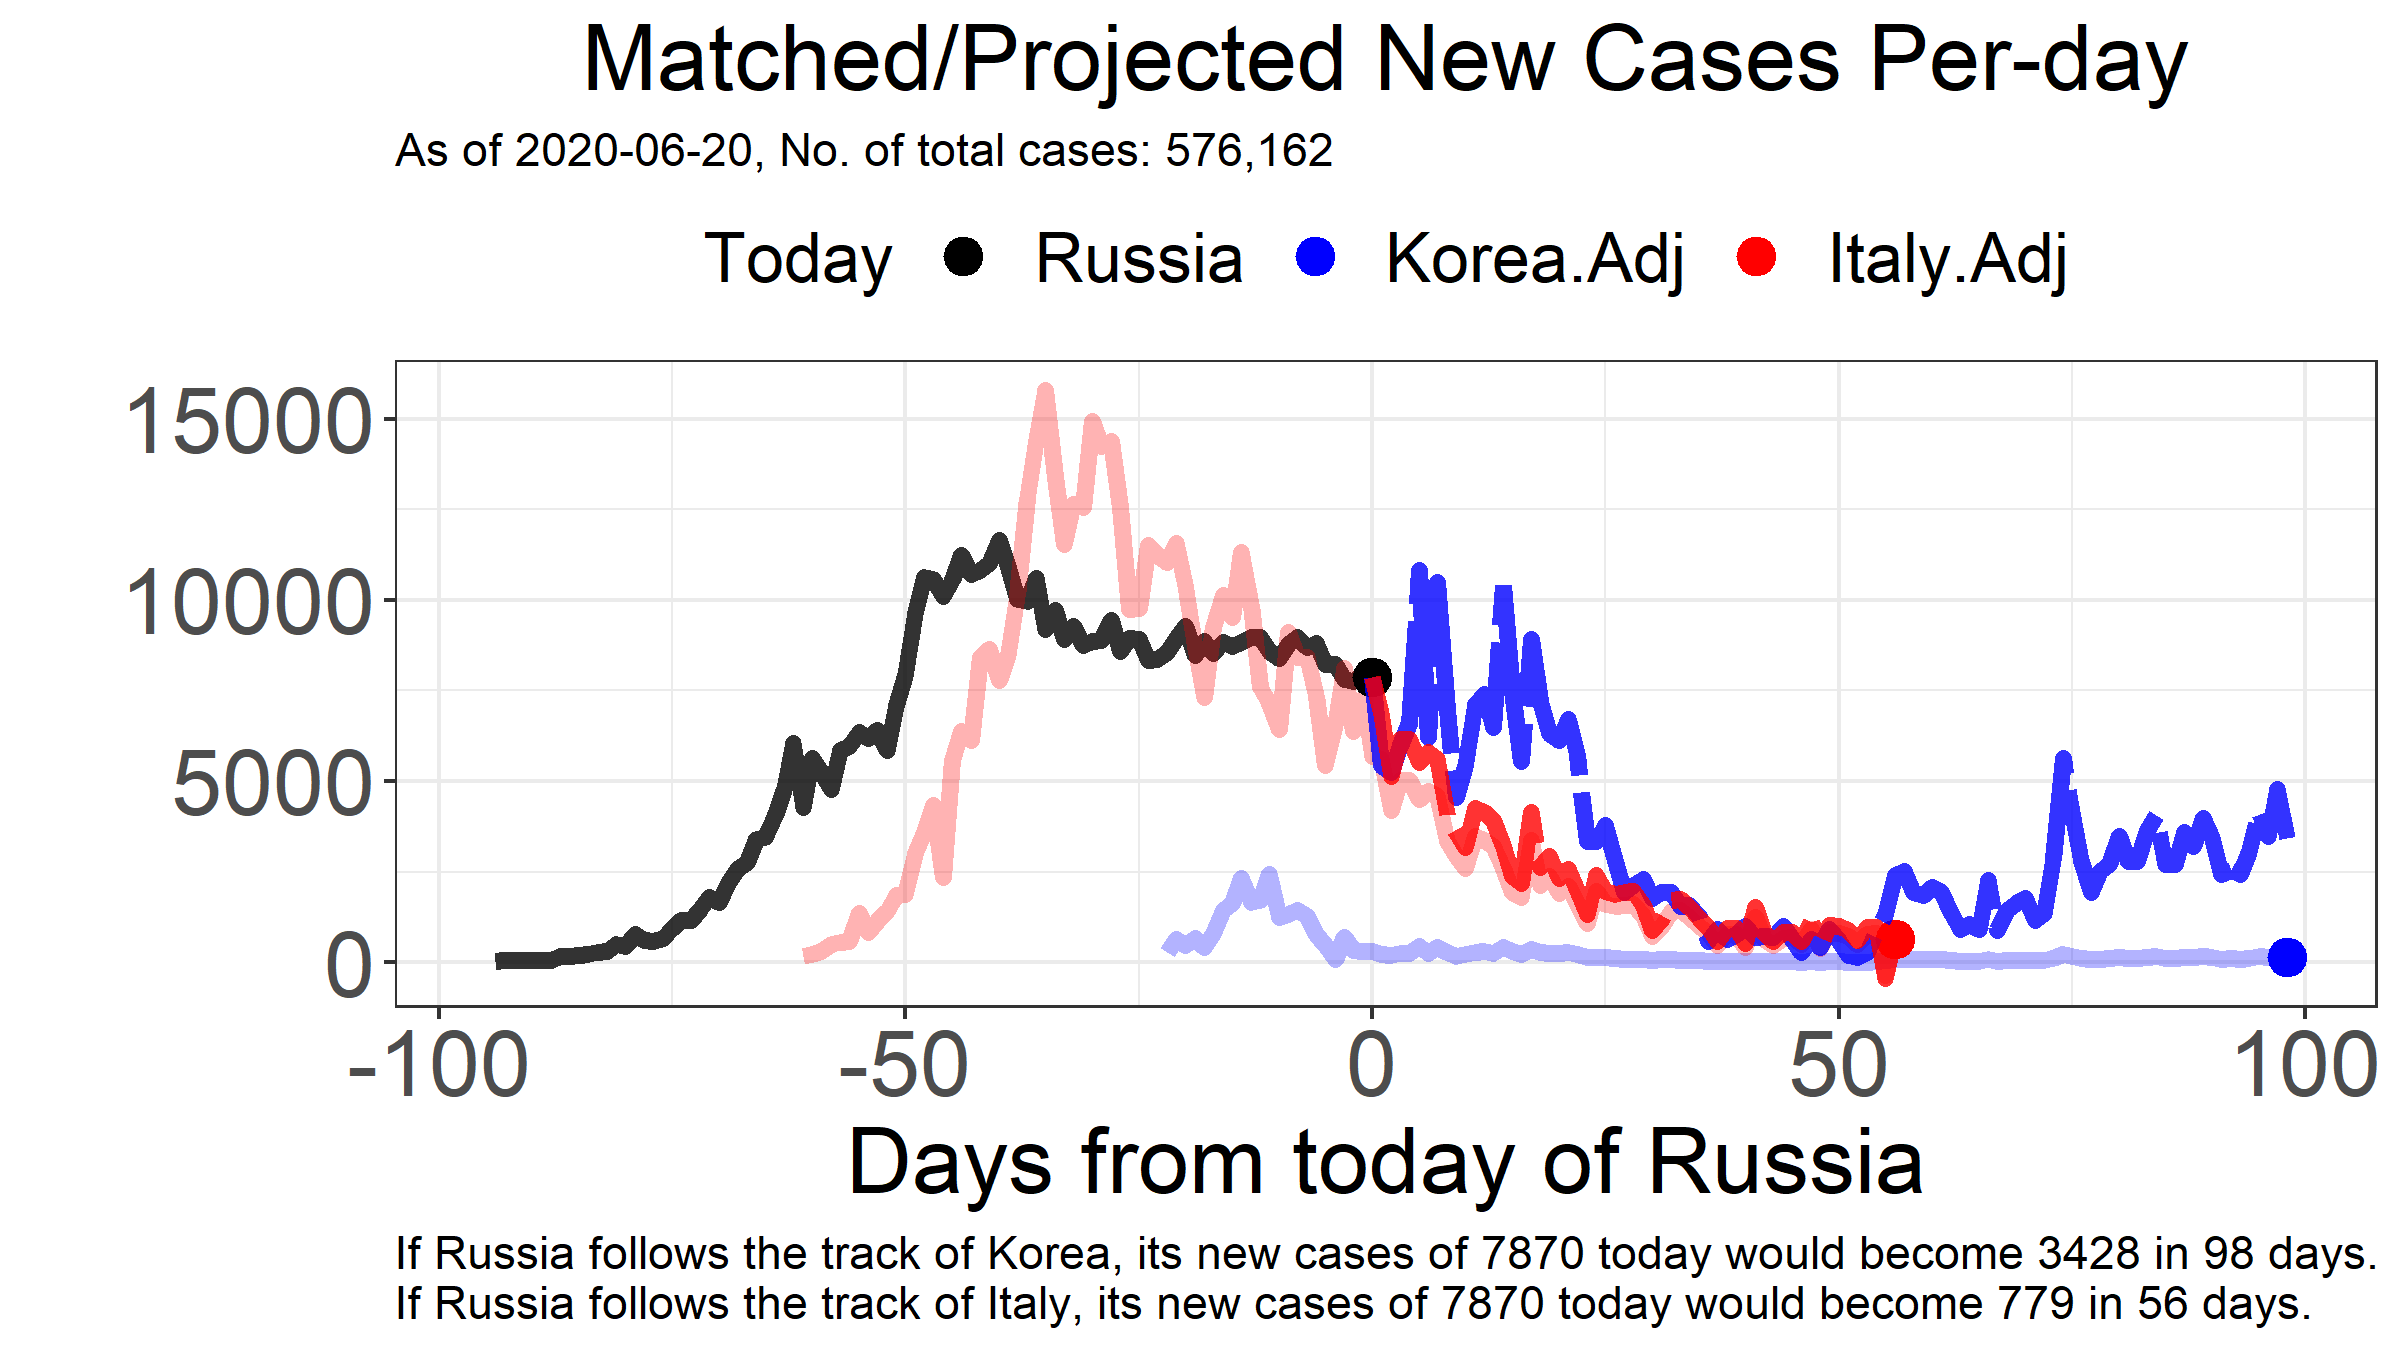 Matched/Projected New Cases Per-day
As of 2020-06-20, No. of total cases: 576,162
Today Russia Korea.Adj Italy.Adj
15000
10000
5000
0
-100 -50 0 50 100
Days from today of Russia
If Russia follows the track of Korea, its new cases of 7870 today would become 3428 in 98 days.
If Russia follows the track of Italy, its new cases of 7870 today would become 779 in 56 days.